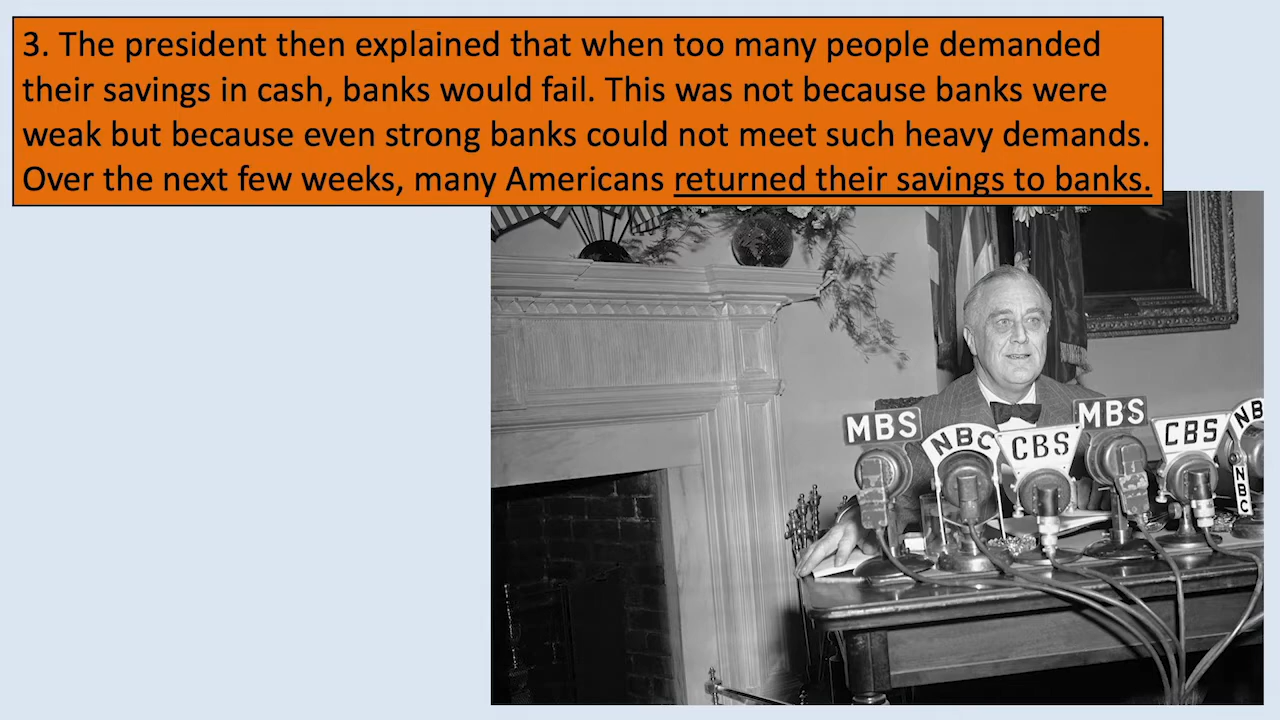 3. The president then explained that when too many people demanded
their savings in cash, banks would fail. This was not because banks were
weak but because even strong banks could not meet such heavy demands.
Over the next few weeks, many Americans returned their savings to banks.
MBS
NBC
CBS
MBS
CBS
NB
NBC